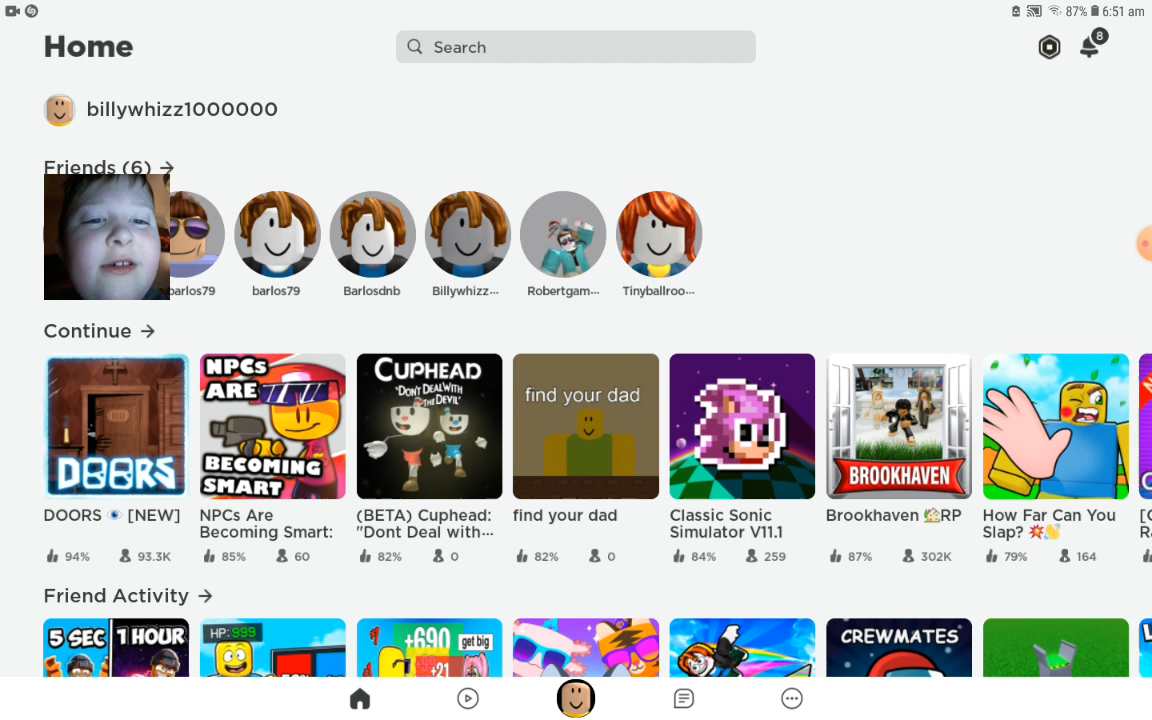 87% 6:51 am
Home
Search
8
billywhizz1000000
Friends (6) →
barlos79
barlos79
Barlosdnb
Billywhizz...
Robertgam...
Tinyballroo...
Continue →
DOORS
NPCs
ARE
BECOMING
SMART
CUPHEAD
"DON'T DEAL WITH
THE DEVIL"
find your dad
BROOKHAVEN
DOORS 👁️ [NEW]
NPCs Are
Becoming Smart:
(BETA) Cuphead:
"Dont Deal with...
find your dad
Classic Sonic
Simulator V11.1
Brookhaven 🏡RP
How Far Can You
Slap? 💥👏
94% 93.3K
85% 60
82% 0
82% 0
84% 259
87% 302K
79% 164
Friend Activity →
5 SEC 1 HOUR
HP:999
+690
get big
+21
CREWMATES